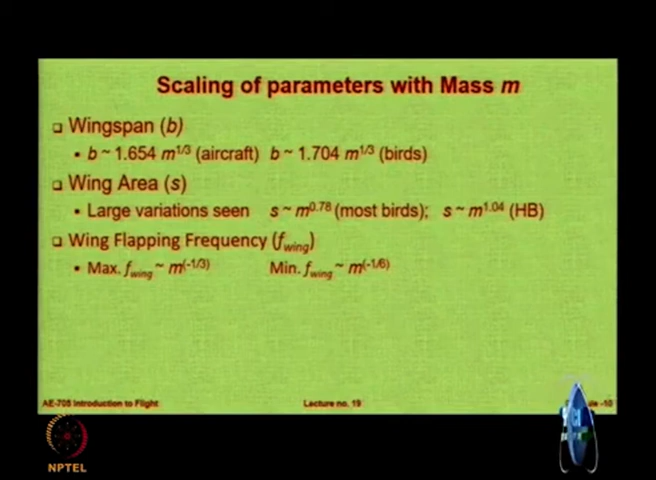 Scaling of parameters with Mass m
❑ Wingspan (b)
• b ~ 1.654 m^1/3 (aircraft) b ~ 1.704 m^1/3 (birds)
❑ Wing Area (s)
• Large variations seen s ~ m^0.78 (most birds); s ~ m^1.04 (HB)
❑ Wing Flapping Frequency (f_wing)
• Max. f_wing ~ m^(-1/3) Min. f_wing ~ m^(-1/6)
AE-705 Introduction to Flight Lecture no. 19 -10
NPTEL